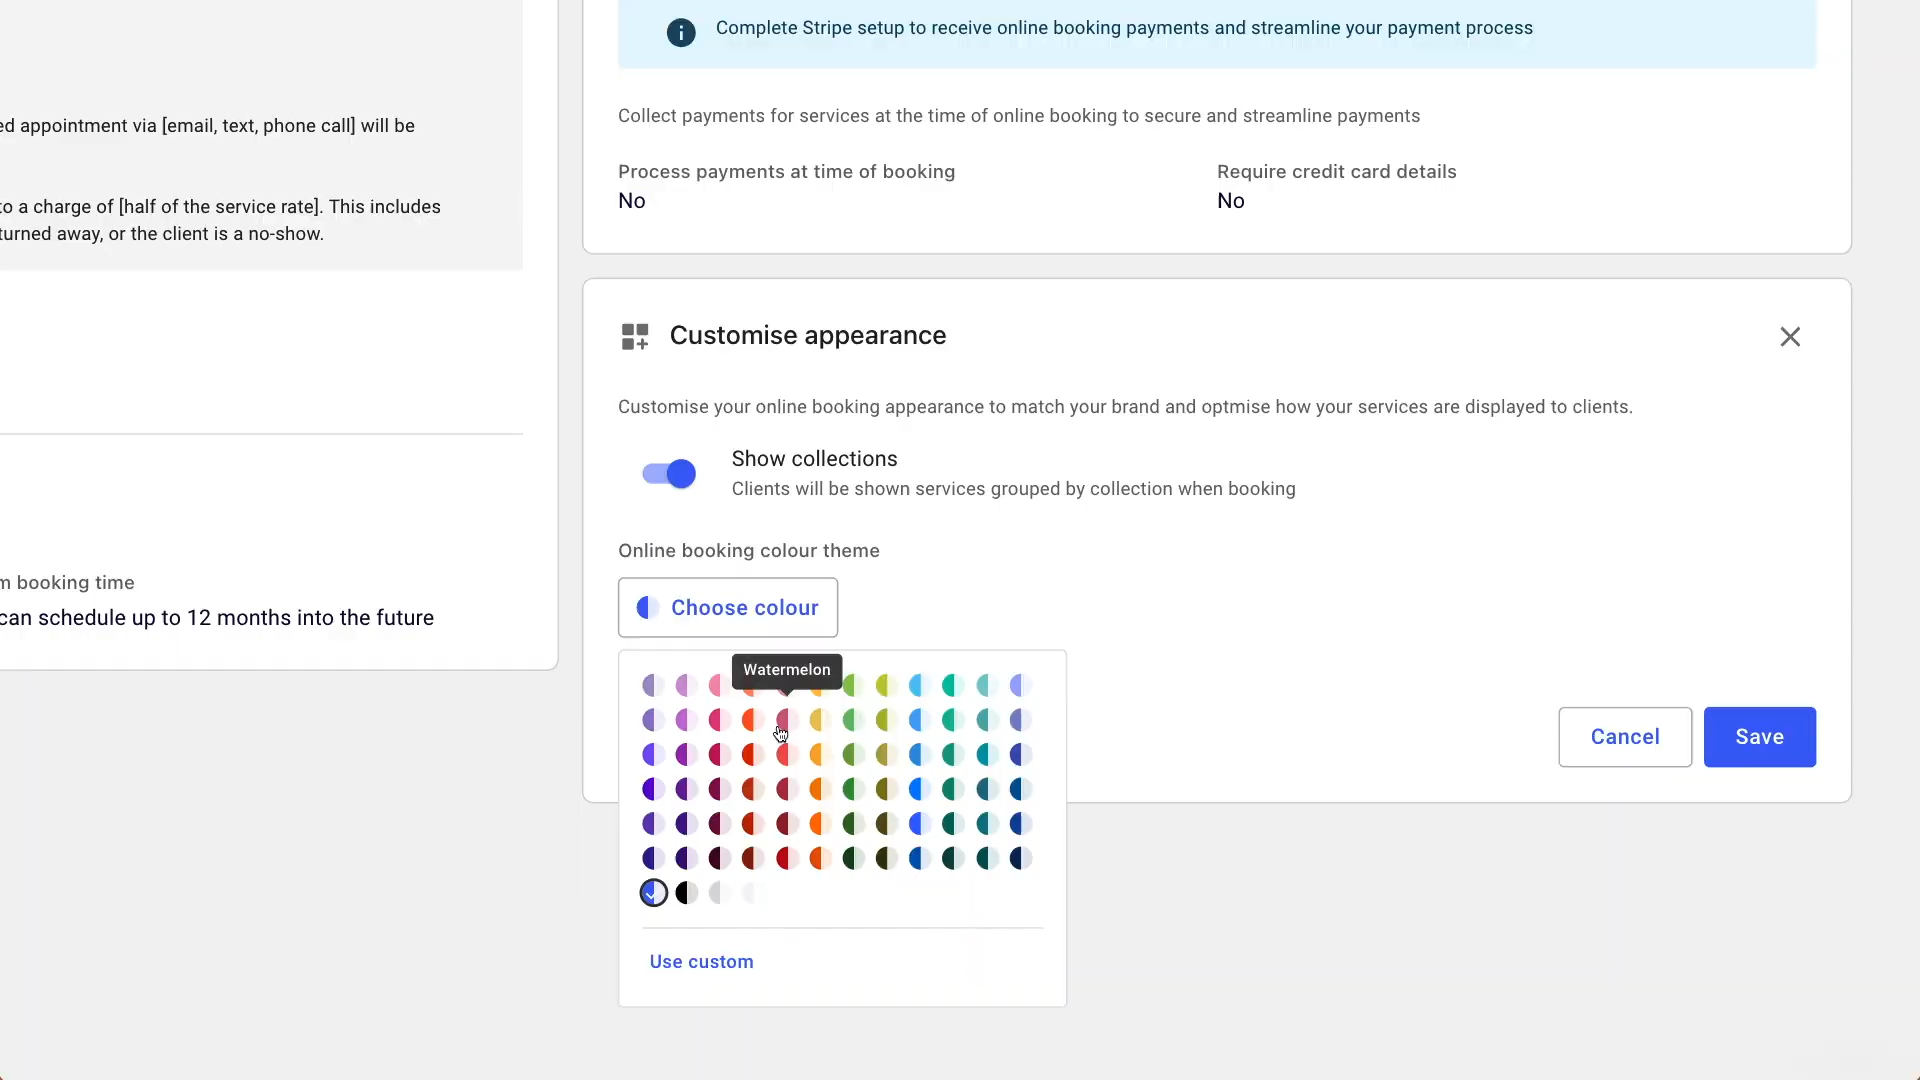 ed appointment via [email, text, phone call] will be
to a charge of [half of the service rate]. This includes
turned away, or the client is a no-show.
m booking time
can schedule up to 12 months into the future
Complete Stripe setup to receive online booking payments and streamline your payment process
Collect payments for services at the time of online booking to secure and streamline payments
Process payments at time of booking
No
Require credit card details
No
Customise appearance
Customise your online booking appearance to match your brand and optmise how your services are displayed to clients.
Show collections
Clients will be shown services grouped by collection when booking
Online booking colour theme
Choose colour
Watermelon
Cancel
Save
Use custom